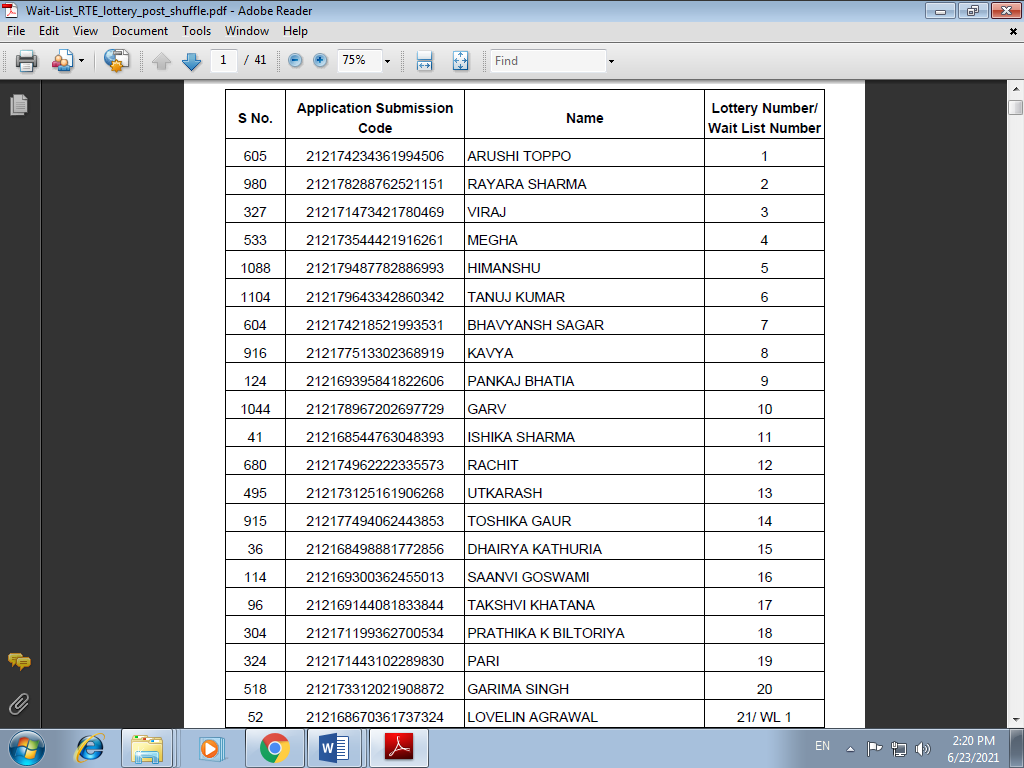 Wait-List_RTE_lottery_post_shuffle.pdf - Adobe Reader
File Edit View Document Tools Window Help
1 / 41 75% Find
S No. Application Submission Code Name Lottery Number/ Wait List Number
605 212174234361994506 ARUSHI TOPPO 1
980 212178288762521151 RAYARA SHARMA 2
327 212171473421780469 VIRAJ 3
533 212173544421916261 MEGHA 4
1088 212179487782886993 HIMANSHU 5
1104 212179643342860342 TANUJ KUMAR 6
604 212174218521993531 BHAVYANSH SAGAR 7
916 212177513302368919 KAVYA 8
124 212169395841822606 PANKAJ BHATIA 9
1044 212178967202697729 GARV 10
41 212168544763048393 ISHIKA SHARMA 11
680 212174962222335573 RACHIT 12
495 212173125161906268 UTKARASH 13
915 212177494062443853 TOSHIKA GAUR 14
36 212168498881772856 DHAIRYA KATHURIA 15
114 212169300362455013 SAANVI GOSWAMI 16
96 212169144081833844 TAKSHVI KHATANA 17
304 212171199362700534 PRATHIKA K BILTORIYA 18
324 212171443102289830 PARI 19
518 212173312021908872 GARIMA SINGH 20
52 212168670361737324 LOVELIN AGRAWAL 21/ WL 1
EN 2:20 PM
6/23/2021